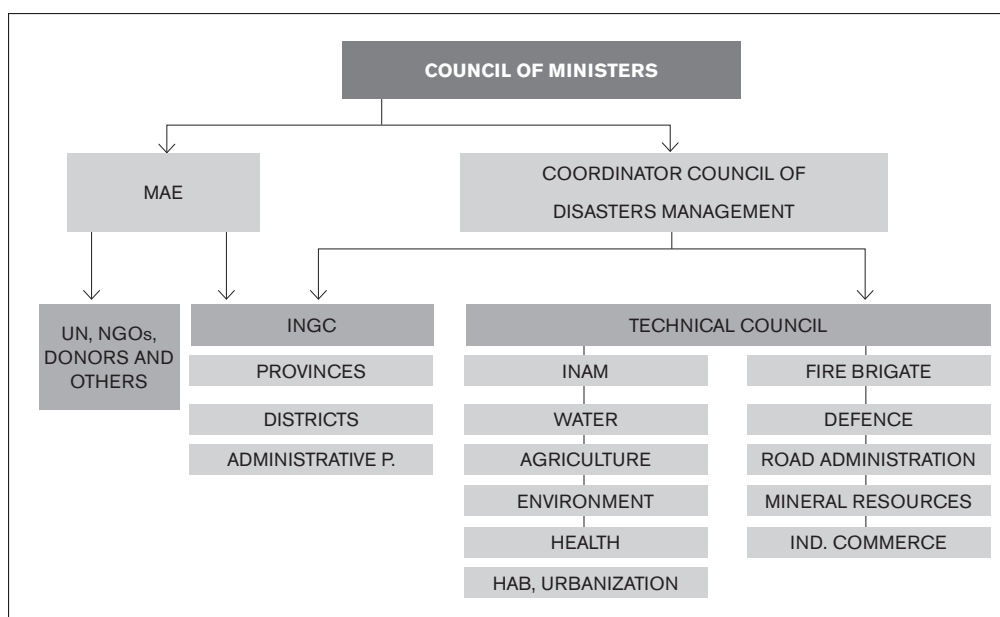 COUNCIL OF MINISTERS
MAE
COORDINATOR COUNCIL OF
DISASTERS MANAGEMENT
UN, NGOs,
DONORS AND
OTHERS
INGC
PROVINCES
DISTRICTS
ADMINISTRATIVE P.
TECHNICAL COUNCIL
INAM
WATER
AGRICULTURE
ENVIRONMENT
HEALTH
HAB, URBANIZATION
FIRE BRIGATE
DEFENCE
ROAD ADMINISTRATION
MINERAL RESOURCES
IND. COMMERCE